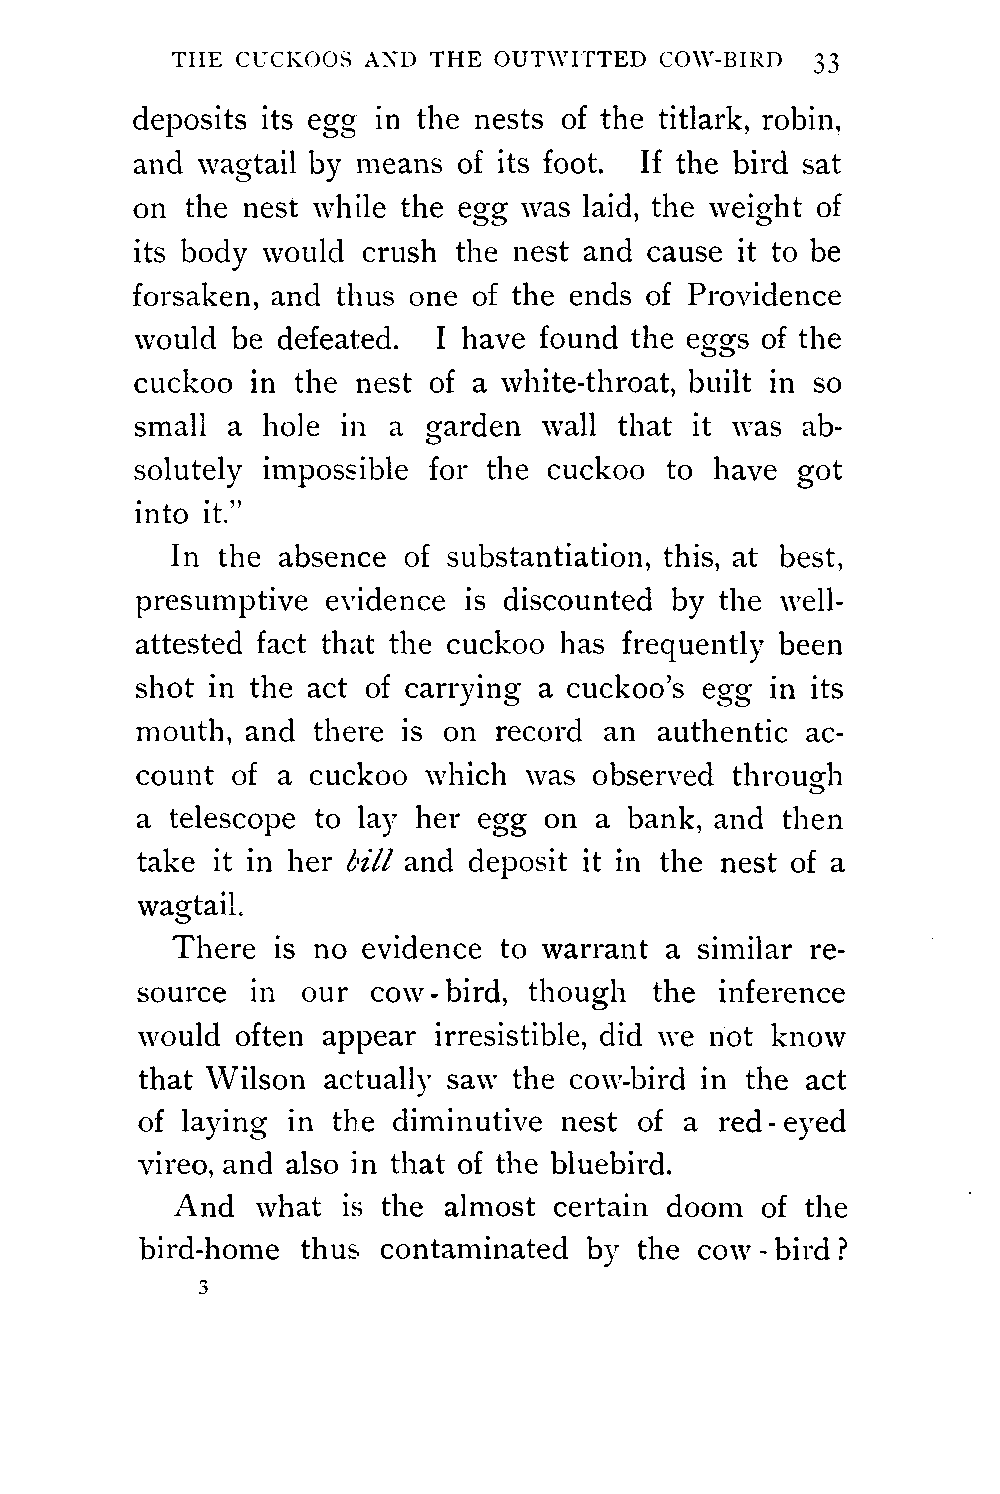 THE CUCKOOS AND THE OUTWITTED COW-BIRD 33
deposits its egg in the nests of the titlark, robin,
and wagtail by means of its foot. If the bird sat
on the nest while the egg was laid, the weight of
its body would crush the nest and cause it to be
forsaken, and thus one of the ends of Providence
would be defeated. I have found the eggs of the
cuckoo in the nest of a white-throat, built in so
small a hole in a garden wall that it was ab-
solutely impossible for the cuckoo to have got
into it.”
In the absence of substantiation, this, at best,
presumptive evidence is discounted by the well-
attested fact that the cuckoo has frequently been
shot in the act of carrying a cuckoo’s egg in its
mouth, and there is on record an authentic ac-
count of a cuckoo which was observed through
a telescope to lay her egg on a bank, and then
take it in her bill and deposit it in the nest of a
wagtail.
There is no evidence to warrant a similar re-
source in our cow-bird, though the inference
would often appear irresistible, did we not know
that Wilson actually saw the cow-bird in the act
of laying in the diminutive nest of a red-eyed
vireo, and also in that of the bluebird.
And what is the almost certain doom of the
bird-home thus contaminated by the cow-bird?
3